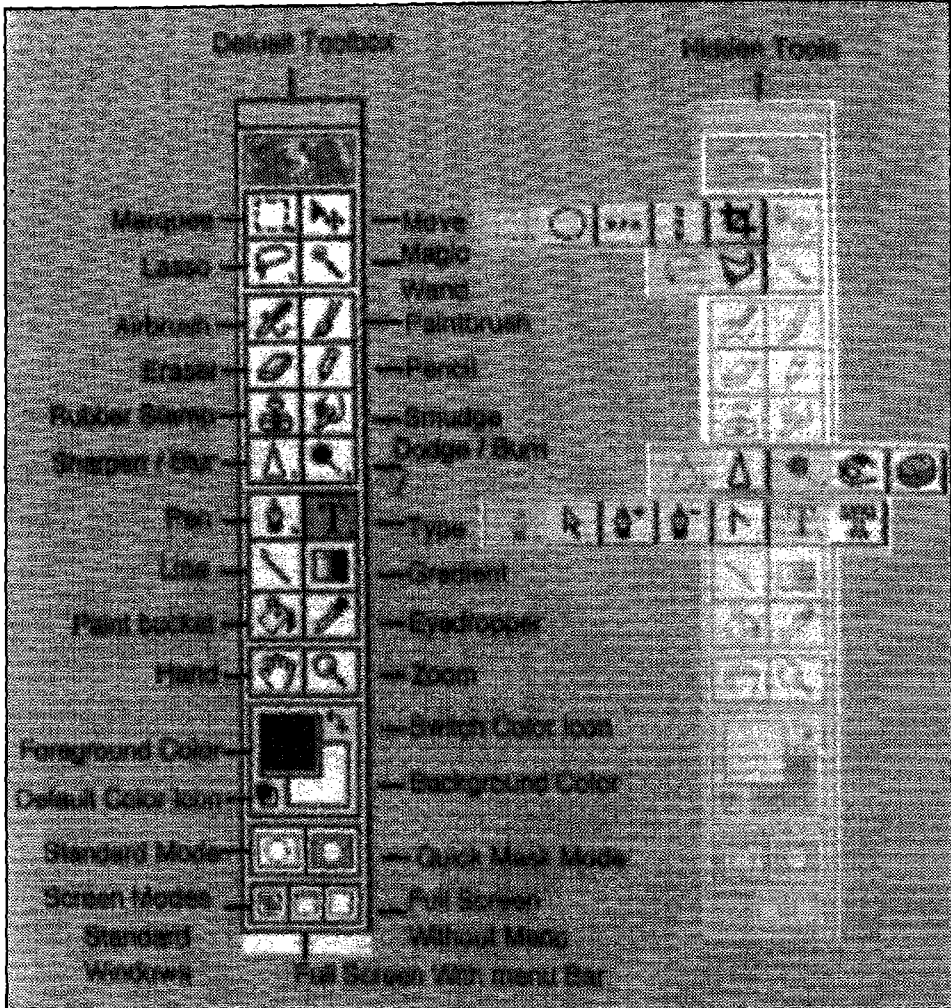 Default Toolbox
Hidden Tools
Marquee
Move
Lasso
Magic
Wand
Airbrush
Paintbrush
Eraser
Pencil
Rubber Stamp
Smudge
Sharpen / Blur
Dodge / Burn
/
Pen
T
Type
T
Line
Gradient
Paint bucket
Eyedropper
Hand
Zoom
Switch Color Icon
Foreground Color
Background Color
Default Color Icon
Standard Mode
Quick Mask Mode
Screen Modes
Full Screen
Standard
Without Menu
Windows
Full Screen With menu Bar